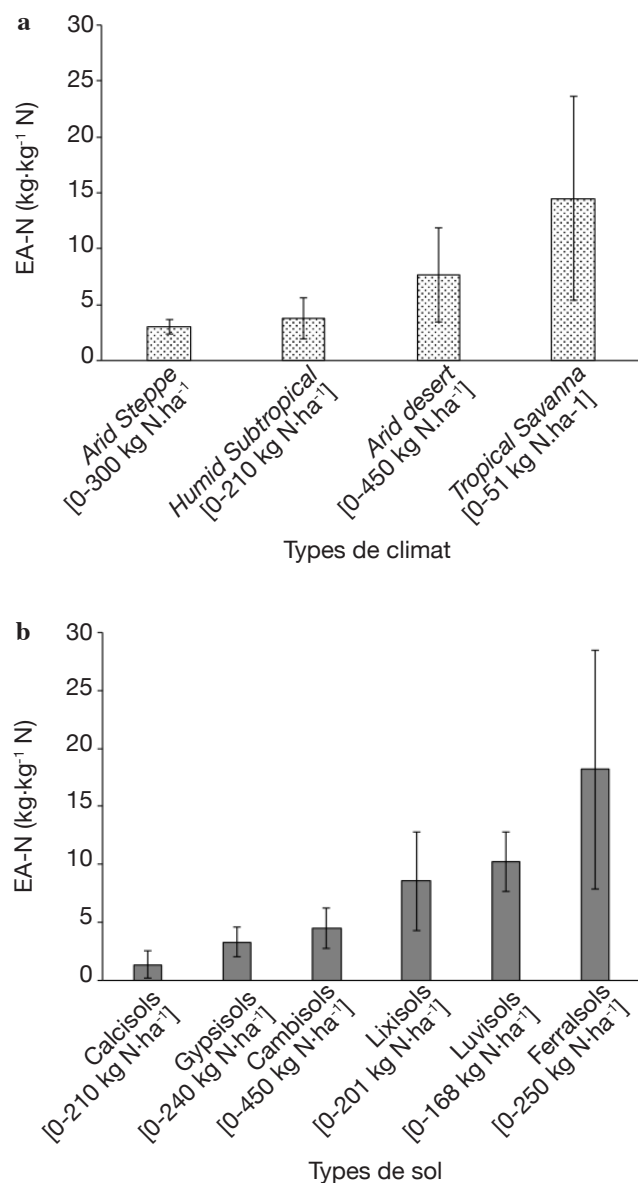 a
EA-N (kg·kg⁻¹ N)
30
25
20
15
10
5
0
Arid Steppe
[0-300 kg N.ha⁻¹
Humid Subtropical
[0-210 kg N·ha⁻¹]
Arid desert
[0-450 kg N·ha⁻¹]
Tropical Savanna
[0-51 kg N.ha-1]
Types de climat
b
EA-N (kg·kg⁻¹ N)
30
25
20
15
10
5
0
Calcisols
[0-210 kg N·ha⁻¹]
Gypsisols
[0-240 kg N·ha⁻¹]
Cambisols
[0-450 kg N·ha⁻¹]
Lixisols
[0-201 kg N·ha⁻¹]
Luvisols
[0-168 kg N·ha⁻¹]
Ferralsols
[0-250 kg N·ha⁻¹]
Types de sol